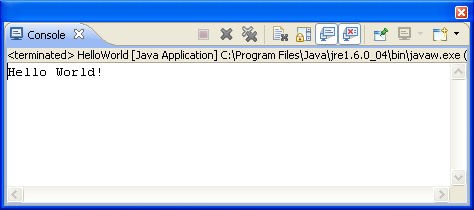 Console
<terminated> HelloWorld [Java Application] C:\Program Files\Java\jre1.6.0_04\bin\javaw.exe (
Hello World!